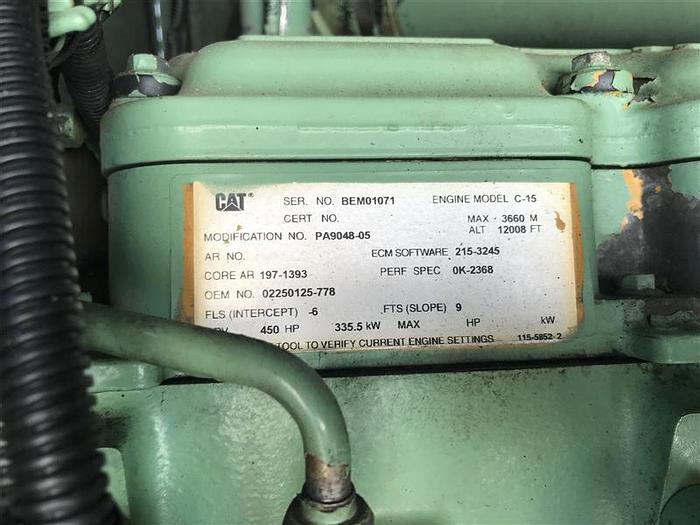 CAT® SER. NO. BEM01071 ENGINE MODEL C-15
CERT NO. MAX 3660 M
MODIFICATION NO. PA9048-05 ALT 12008 FT
AR NO. ECM SOFTWARE 215-3245
CORE AR 197-1393 PERF SPEC 0K-2368
OEM NO. 02250125-778
FLS (INTERCEPT) -6 FTS (SLOPE) 9
450 HP 335.5 kW MAX HP kW
TOOL TO VERIFY CURRENT ENGINE SETTINGS 115-5852 2